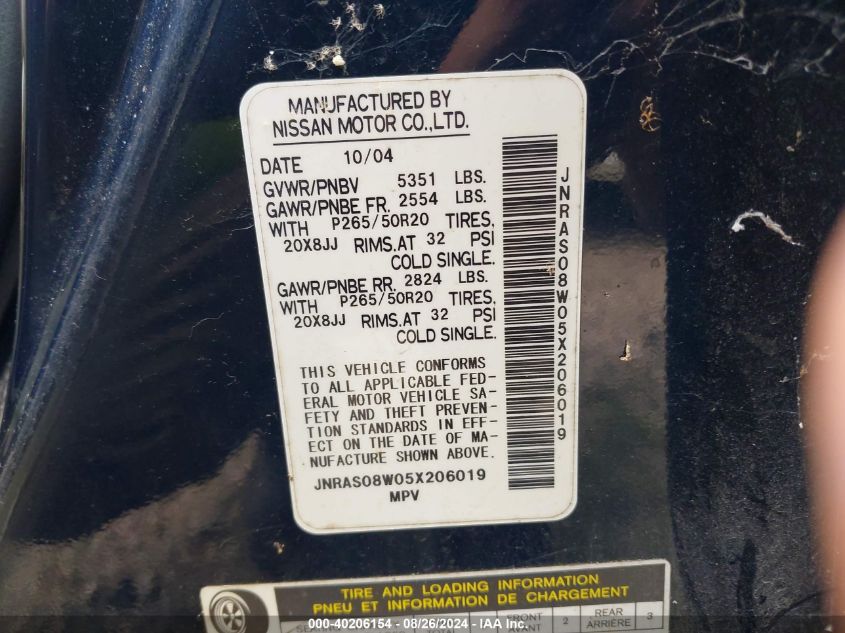 MANUFACTURED BY
NISSAN MOTOR CO.,LTD.
DATE 10/04
GVWR/PNBV 5351 LBS.
GAWR/PNBE FR. 2554 LBS.
WITH P265/50R20 TIRES,
20X8JJ RIMS.AT 32 PSI
COLD SINGLE.
GAWR/PNBE RR. 2824 LBS.
WITH P265/50R20 TIRES,
20X8JJ RIMS.AT 32 PSI
COLD SINGLE.
THIS VEHICLE CONFORMS
TO ALL APPLICABLE FED-
ERAL MOTOR VEHICLE SA-
FETY AND THEFT PREVEN-
TION STANDARDS IN EFF-
ECT ON THE DATE OF MA-
NUFACTURE SHOWN ABOVE.
JNRAS08W05X206019
MPV
JNRAS08W05X206019
TIRE AND LOADING INFORMATION
PNEU ET INFORMATION DE CHARGEMENT
TOTAL FRONT AVANT 2 REAR ARRIÈRE 3
000-40206154 - 08/26/2024 - IAA Inc.